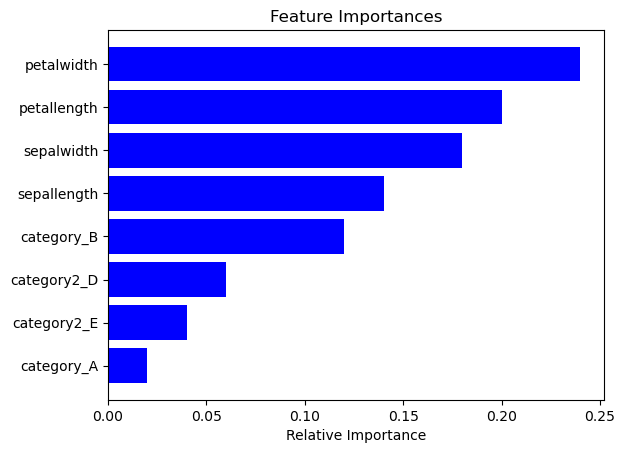 Feature Importances
petalwidth
petallength
sepalwidth
sepallength
category_B
category2_D
category2_E
category_A
0.00 0.05 0.10 0.15 0.20 0.25
Relative Importance